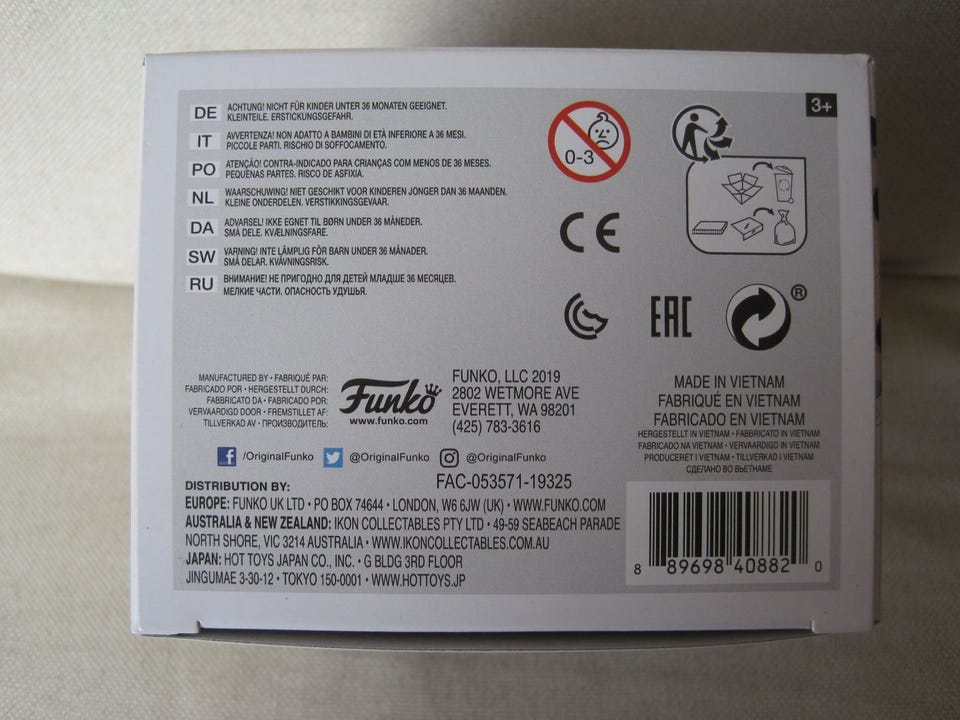 DE ACHTUNG! NICHT FÜR KINDER UNTER 36 MONATEN GEEIGNET.
KLEINTEILE. ERSTICKUNGSGEFAHR.
IT AVVERTENZA! NON ADATTO A BAMBINI DI ETÀ INFERIORE A 36 MESI.
PICCOLE PARTI. RISCHIO DI SOFFOCAMENTO.
PO ATENÇÃO! CONTRA-INDICADO PARA CRIANÇAS COM MENOS DE 36 MESES.
PEQUENAS PARTES. RISCO DE ASFIXIA.
NL WAARSCHUWING! NIET GESCHIKT VOOR KINDEREN JONGER DAN 36 MAANDEN.
KLEINE ONDERDELEN. VERSTIKKINGSGEVAAR.
DA ADVARSEL! IKKE EGNET TIL BØRN UNDER 36 MÅNEDER.
SMÅ DELE. KVÆLNINGSFARE.
SW VARNING! INTE LÄMPLIG FÖR BARN UNDER 36 MÅNADER.
SMÅ DELAR. KVÄVNINGSRISK.
RU ВНИМАНИЕ! НЕ ПРИГОДНО ДЛЯ ДЕТЕЙ МЛАДШЕ 36 МЕСЯЦЕВ.
МЕЛКИЕ ЧАСТИ. ОПАСНОСТЬ УДУШЬЯ.
0-3
3+
CE
EAC
®
MANUFACTURED BY • FABRIQUÉ PAR:
FABRICADO POR • HERGESTELLT DURCH:
FABBRICATO DA • FABRICADO POR:
VERVAARDIGD DOOR • FREMSTILLET AF:
TILLVERKAD AV • ПРОИЗВОДИТЕЛЬ:
Funko
www.funko.com
FUNKO, LLC 2019
2802 WETMORE AVE
EVERETT, WA 98201
(425) 783-3616
MADE IN VIETNAM
FABRIQUÉ EN VIETNAM
FABRICADO EN VIETNAM
HERGESTELLT IN VIETNAM • FABBRICATO IN VIETNAM
FABRICADO NA VIETNAM • VERVAARDIGD IN VIETNAM
PRODUCERET I VIETNAM • TILLVERKAD I VIETNAM
СДЕЛАНО ВО ВЬЕТНАМЕ
/OriginalFunko @OriginalFunko @OriginalFunko
FAC-053571-19325
DISTRIBUTION BY:
EUROPE: FUNKO UK LTD • PO BOX 74644 • LONDON, W6 6JW (UK) • WWW.FUNKO.COM
AUSTRALIA & NEW ZEALAND: IKON COLLECTABLES PTY LTD • 49-59 SEABEACH PARADE
NORTH SHORE, VIC 3214 AUSTRALIA • WWW.IKONCOLLECTABLES.COM.AU
JAPAN: HOT TOYS JAPAN CO., INC. • G BLDG 3RD FLOOR
JINGUMAE 3-30-12 • TOKYO 150-0001 • WWW.HOTTOYS.JP
8 89698 40882 0